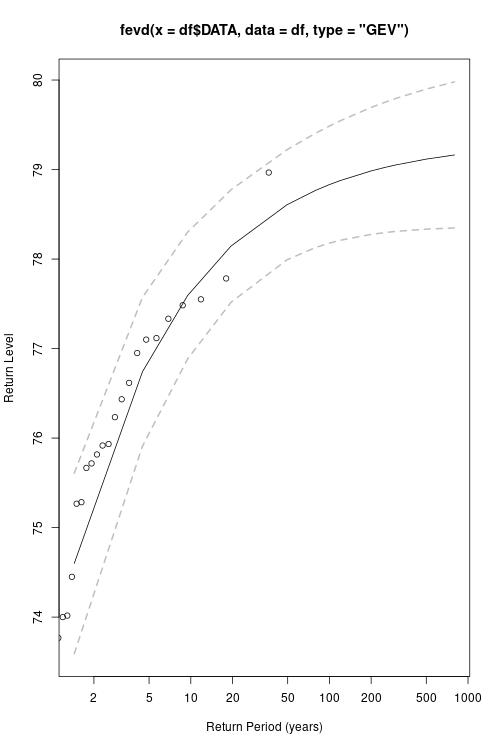 fevd(x = df$DATA, data = df, type = "GEV")
80
79
78
77
76
75
74
Return Level
2 5 10 20 50 100 200 500 1000
Return Period (years)